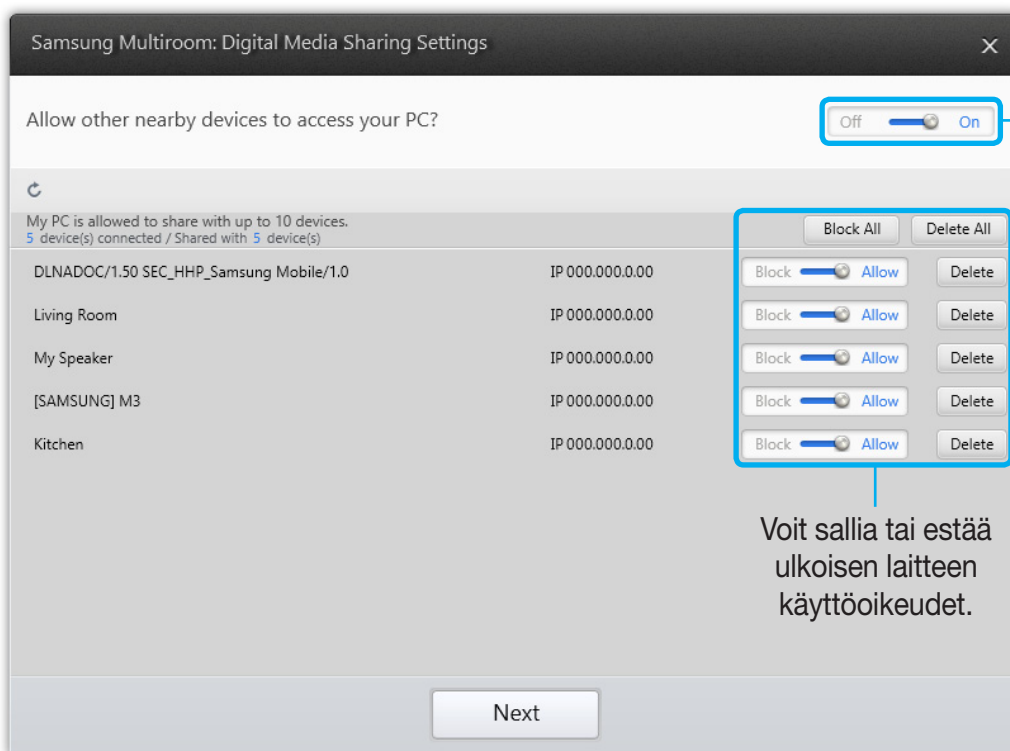 Samsung Multiroom: Digital Media Sharing Settings
Allow other nearby devices to access your PC?
Off On
My PC is allowed to share with up to 10 devices.
5 device(s) connected / Shared with 5 device(s)
Block All Delete All
DLNADOC/1.50 SEC_HHP_Samsung Mobile/1.0 IP 000.000.0.00 Block Allow Delete
Living Room IP 000.000.0.00 Block Allow Delete
My Speaker IP 000.000.0.00 Block Allow Delete
[SAMSUNG] M3 IP 000.000.0.00 Block Allow Delete
Kitchen IP 000.000.0.00 Block Allow Delete
Voit sallia tai estää
ulkoisen laitteen
käyttöoikeudet.
Next